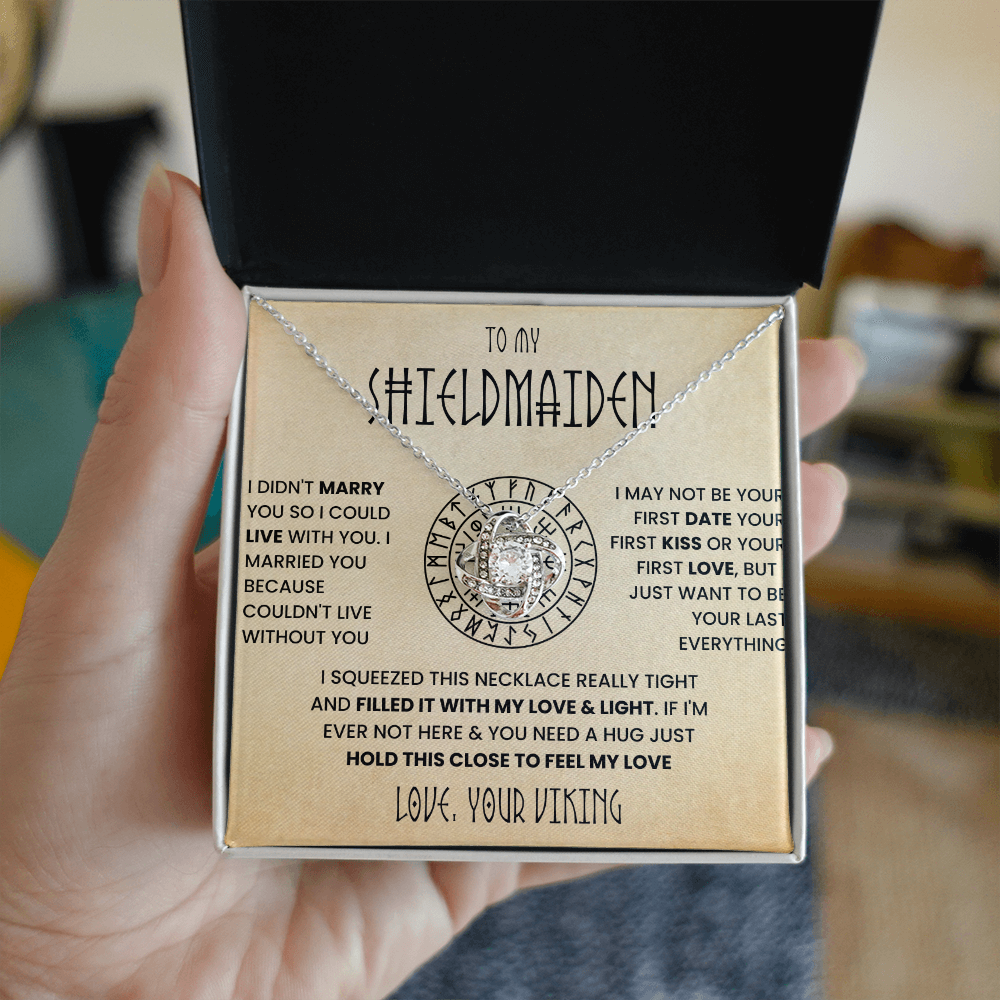 TO MY
SHIELDMAIDEN
I DIDN'T MARRY
YOU SO I COULD
LIVE WITH YOU. I
MARRIED YOU
BECAUSE
COULDN'T LIVE
WITHOUT YOU
I MAY NOT BE YOUR
FIRST DATE YOUR
FIRST KISS OR YOUR
FIRST LOVE, BUT
JUST WANT TO BE
YOUR LAST
EVERYTHING
I SQUEEZED THIS NECKLACE REALLY TIGHT
AND FILLED IT WITH MY LOVE & LIGHT. IF I'M
EVER NOT HERE & YOU NEED A HUG JUST
HOLD THIS CLOSE TO FEEL MY LOVE
LOVE, YOUR VIKING